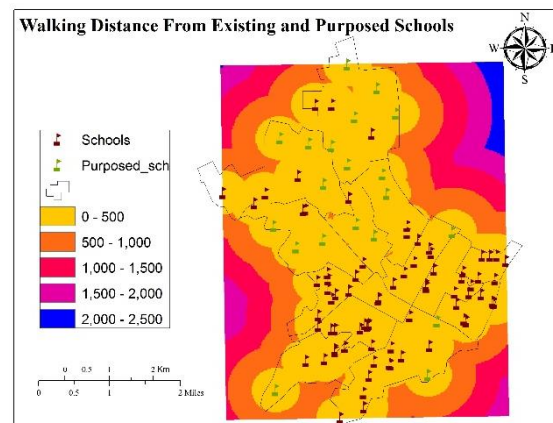 Walking Distance From Existing and Purposed Schools
N
W E
S
Schools
Purposed_sch
0 - 500
500 - 1,000
1,000 - 1,500
1,500 - 2,000
2,000 - 2,500
0 0.5 1 2 Km
0 0.5 1 2 Miles